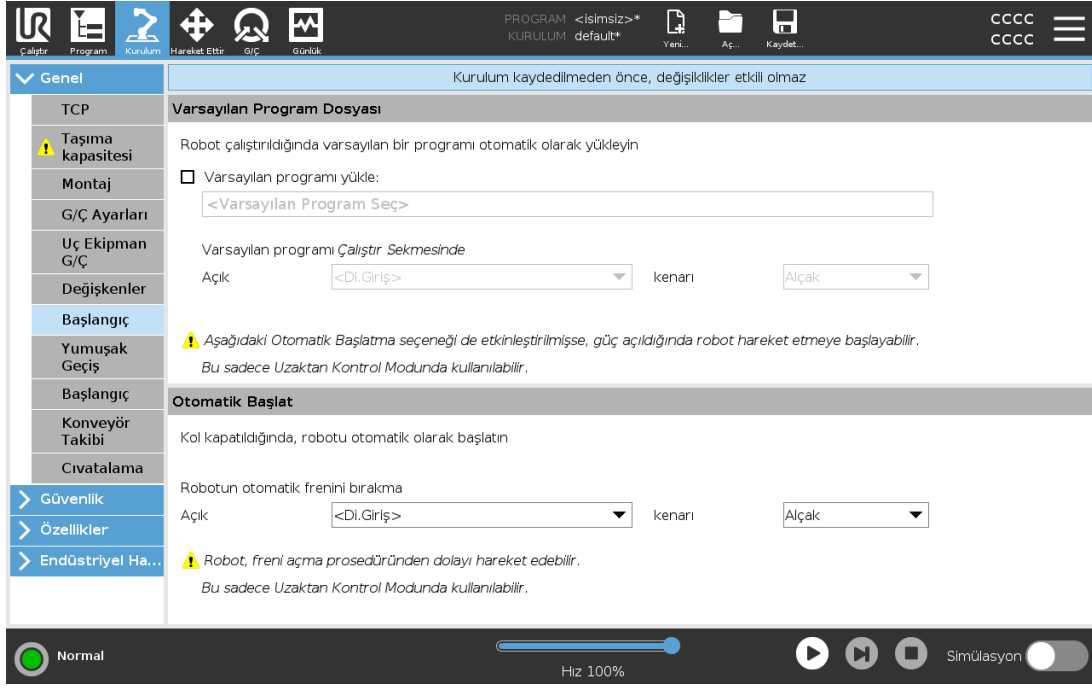 PROGRAM <isimsiz>*
KURULUM default*
CCCC
CCCC
Çalıştır
Program
Kurulum
Hareket Ettir
G/Ç
Günlük
Yeni...
Aç...
Kaydet...
Genel
TCP
Taşıma
kapasitesi
Montaj
G/Ç Ayarları
Uç Ekipman
G/Ç
Değişkenler
Başlangıç
Yumuşak
Geçiş
Başlangıç
Konveyör
Takibi
Cıvatalama
Güvenlik
Özellikler
Endüstriyel Ha...
Kurulum kaydedilmeden önce, değişiklikler etkili olmaz
Varsayılan Program Dosyası
Robot çalıştırıldığında varsayılan bir programı otomatik olarak yükleyin
Varsayılan programı yükle:
<Varsayılan Program Seç>
Varsayılan programı Çalıştır Sekmesinde
Açık <Di.Giriş> kenarı Alçak
Aşağıdaki Otomatik Başlatma seçeneği de etkinleştirilmişse, güç açıldığında robot hareket etmeye başlayabilir.
Bu sadece Uzaktan Kontrol Modunda kullanılabilir.
Otomatik Başlat
Kol kapatıldığında, robotu otomatik olarak başlatın
Robotun otomatik frenini bırakma
Açık <Di.Giriş> kenarı Alçak
Robot, freni açma prosedüründen dolayı hareket edebilir.
Bu sadece Uzaktan Kontrol Modunda kullanılabilir.
Normal
Hız 100%
Simülasyon